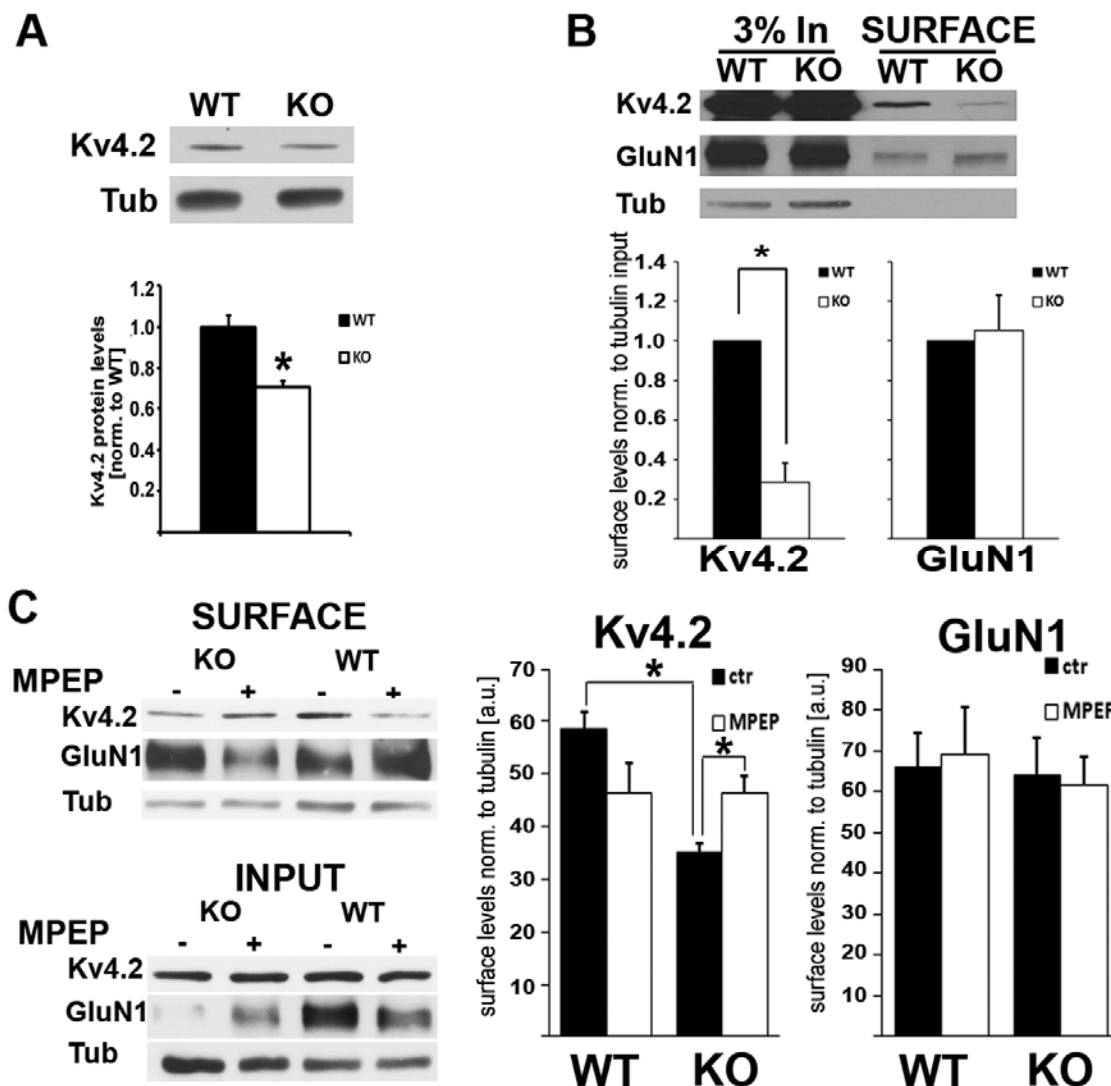 A
WT KO
Kv4.2
Tub
Kv4.2 protein levels
[norm. to WT]
1.2
1.0
0.8
0.6
0.4
0.2
*
WT
KO
B
3% In SURFACE
WT KO WT KO
Kv4.2
GluN1
Tub
surface levels norm. to tubulin input
1.4
1.2
1.0
0.8
0.6
0.4
0.2
*
WT
KO
Kv4.2
WT
KO
GluN1
C
SURFACE
KO WT
MPEP - + - +
Kv4.2
GluN1
Tub
INPUT
KO WT
MPEP - + - +
Kv4.2
GluN1
Tub
Kv4.2
surface levels norm. to tubulin [a.u.]
70
60
50
40
30
20
10
*
*
ctr
MPEP
WT KO
GluN1
surface levels norm. to tubulin [a.u.]
90
80
70
60
50
40
30
20
10
ctr
MPEP
WT KO